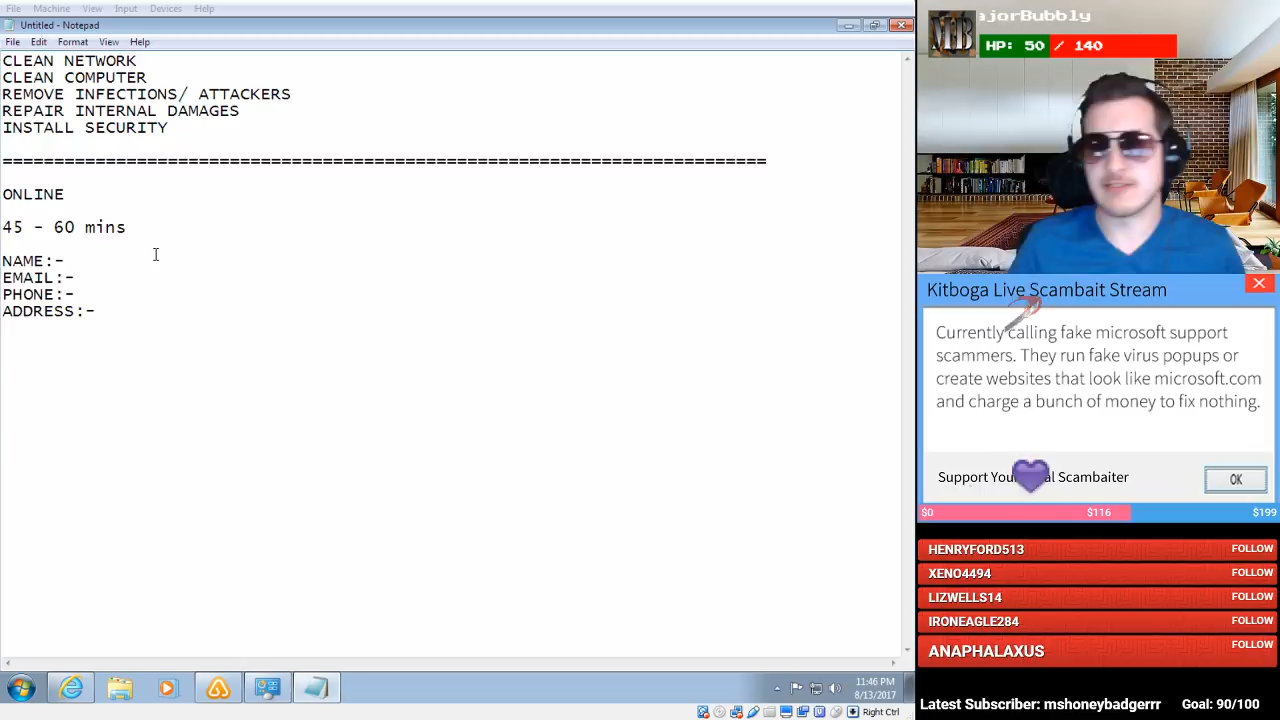 File Machine View Input Devices Help
Untitled - Notepad
File Edit Format View Help
CLEAN NETWORK
CLEAN COMPUTER
REMOVE INFECTIONS/ ATTACKERS
REPAIR INTERNAL DAMAGES
INSTALL SECURITY
==========================================================================
ONLINE
45 - 60 mins
NAME:-
EMAIL:-
PHONE:-
ADDRESS:-
11:46 PM
8/13/2017
Right Ctrl
ajorBubbly
MB
HP: 50 / 140
Kitboga Live Scambait Stream
Currently calling fake microsoft support
scammers. They run fake virus popups or
create websites that look like microsoft.com
and charge a bunch of money to fix nothing.
Support You al Scambaiter
OK
$0 $116 $199
HENRYFORD513 FOLLOW
XENO4494 FOLLOW
LIZWELLS14 FOLLOW
IRONEAGLE284 FOLLOW
ANAPHALAXUS FOLLOW
Latest Subscriber: mshoneybadgerrr Goal: 90/100